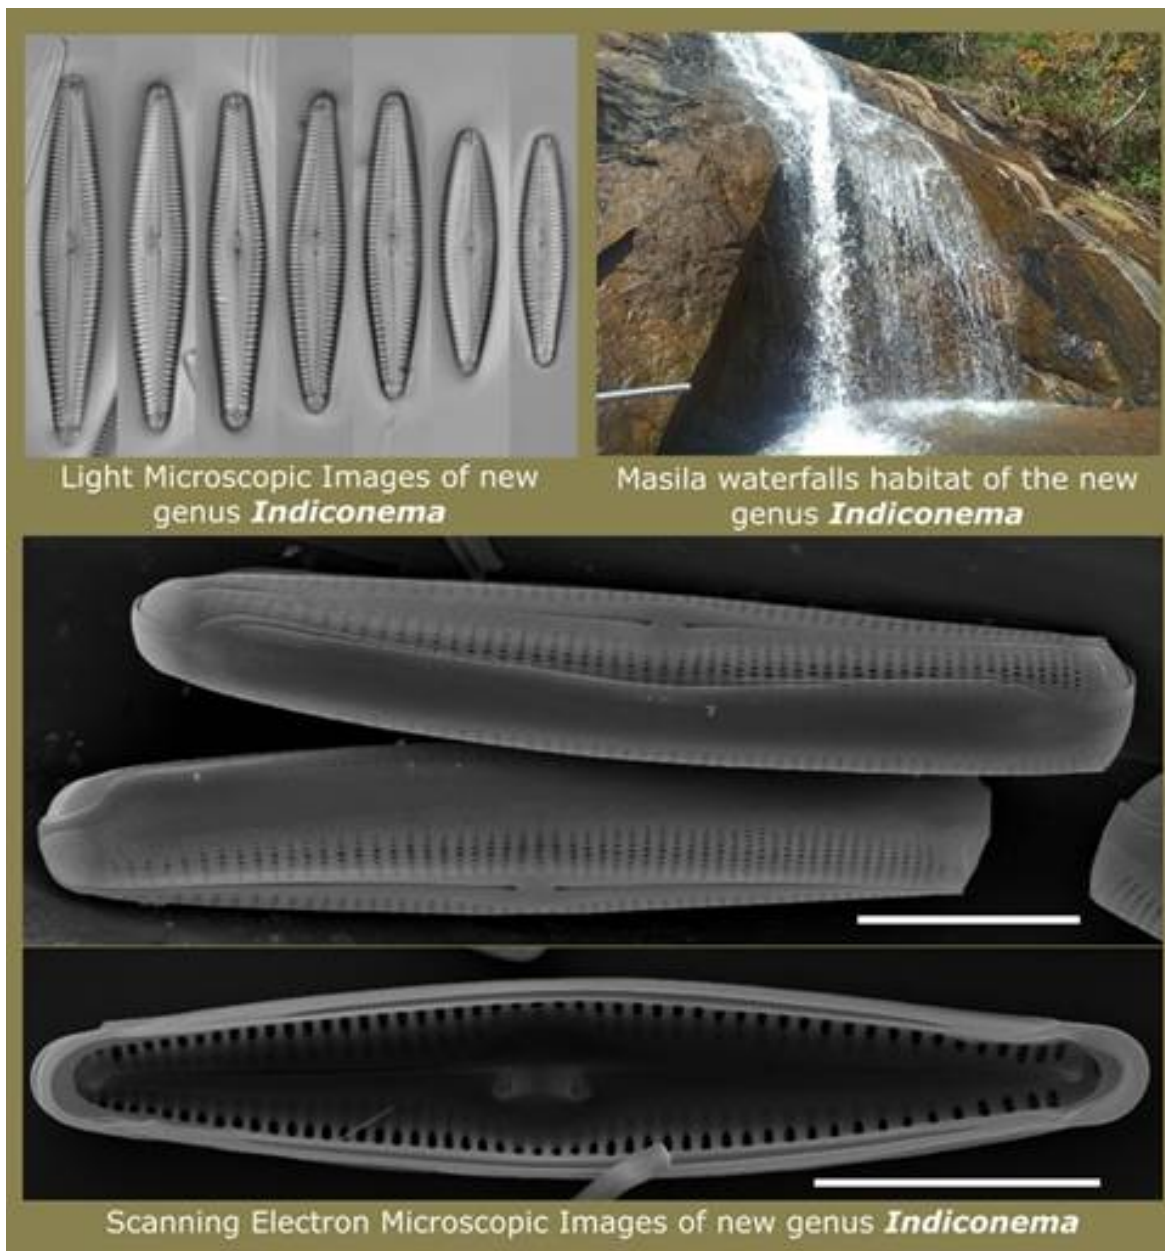 Light Microscopic Images of new
genus Indiconema
Masila waterfalls habitat of the new
genus Indiconema
Scanning Electron Microscopic Images of new genus Indiconema